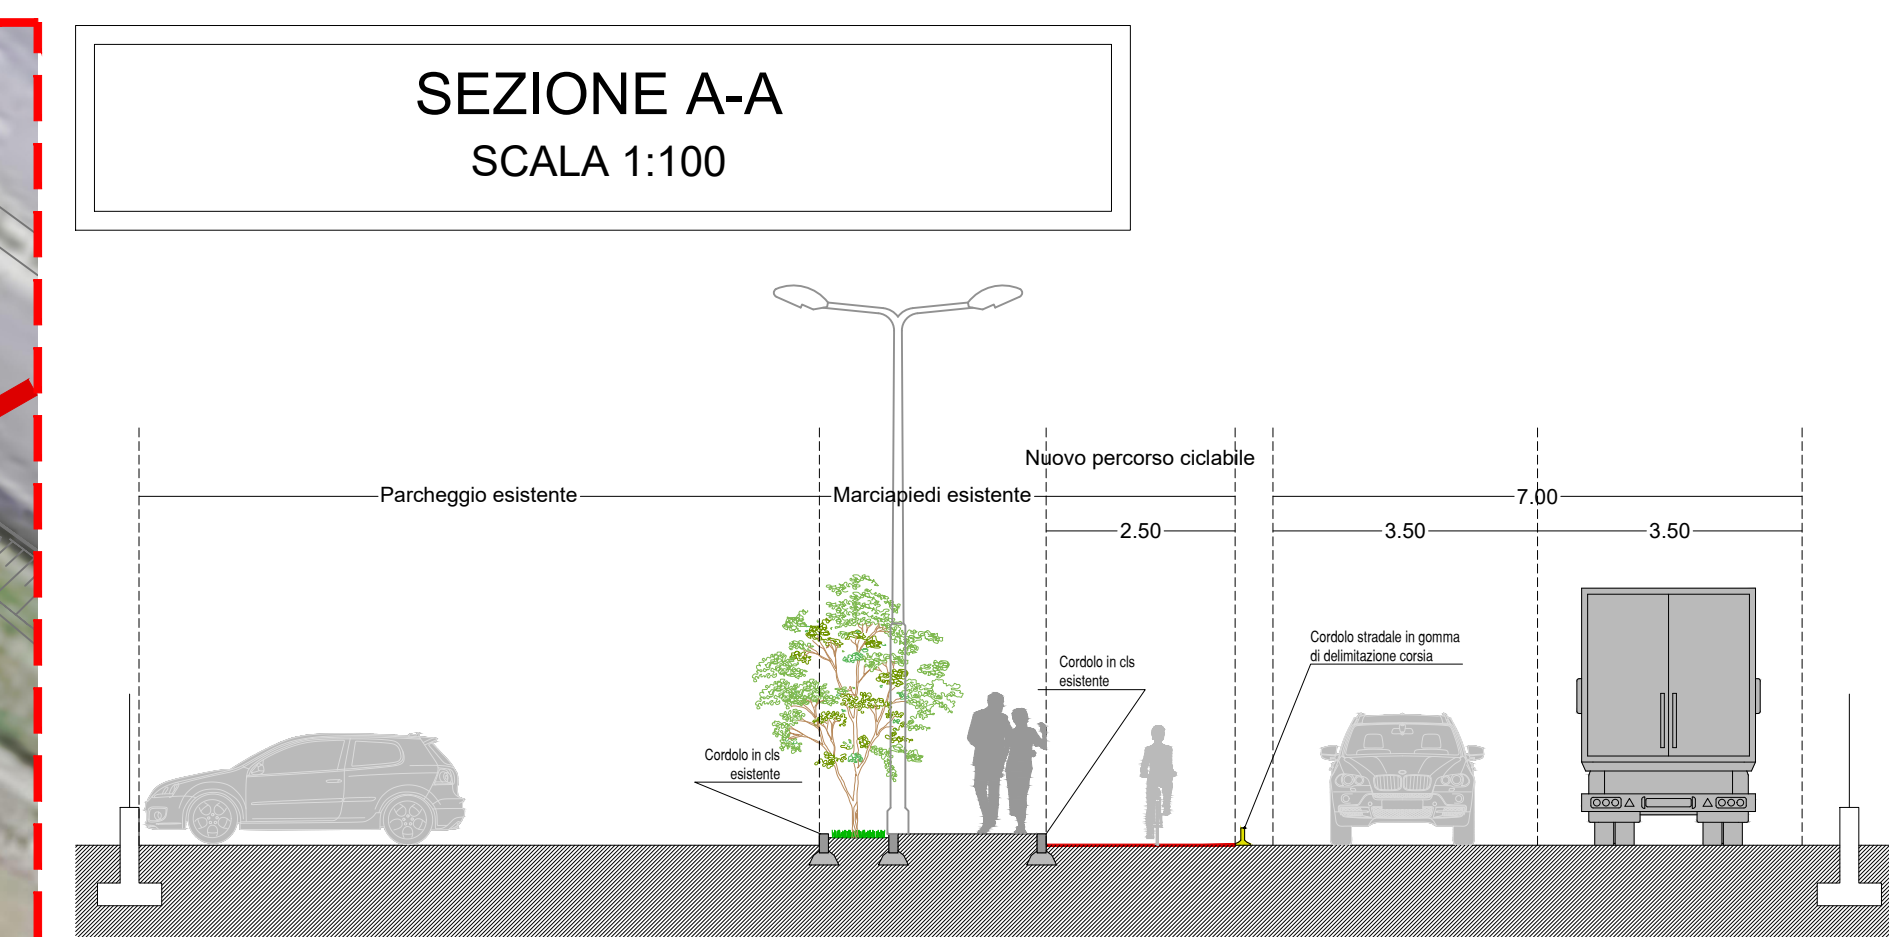 SEZIONE A-A
SCALA 1:100
Nuovo percorso ciclabile
Parcheggio esistente
Marciapiedi esistente
7.00
2.50
3.50
3.50
Cordolo stradale in gomma
di delimitazione corsia
Cordolo in cls
esistente
Cordolo in cls
esistente